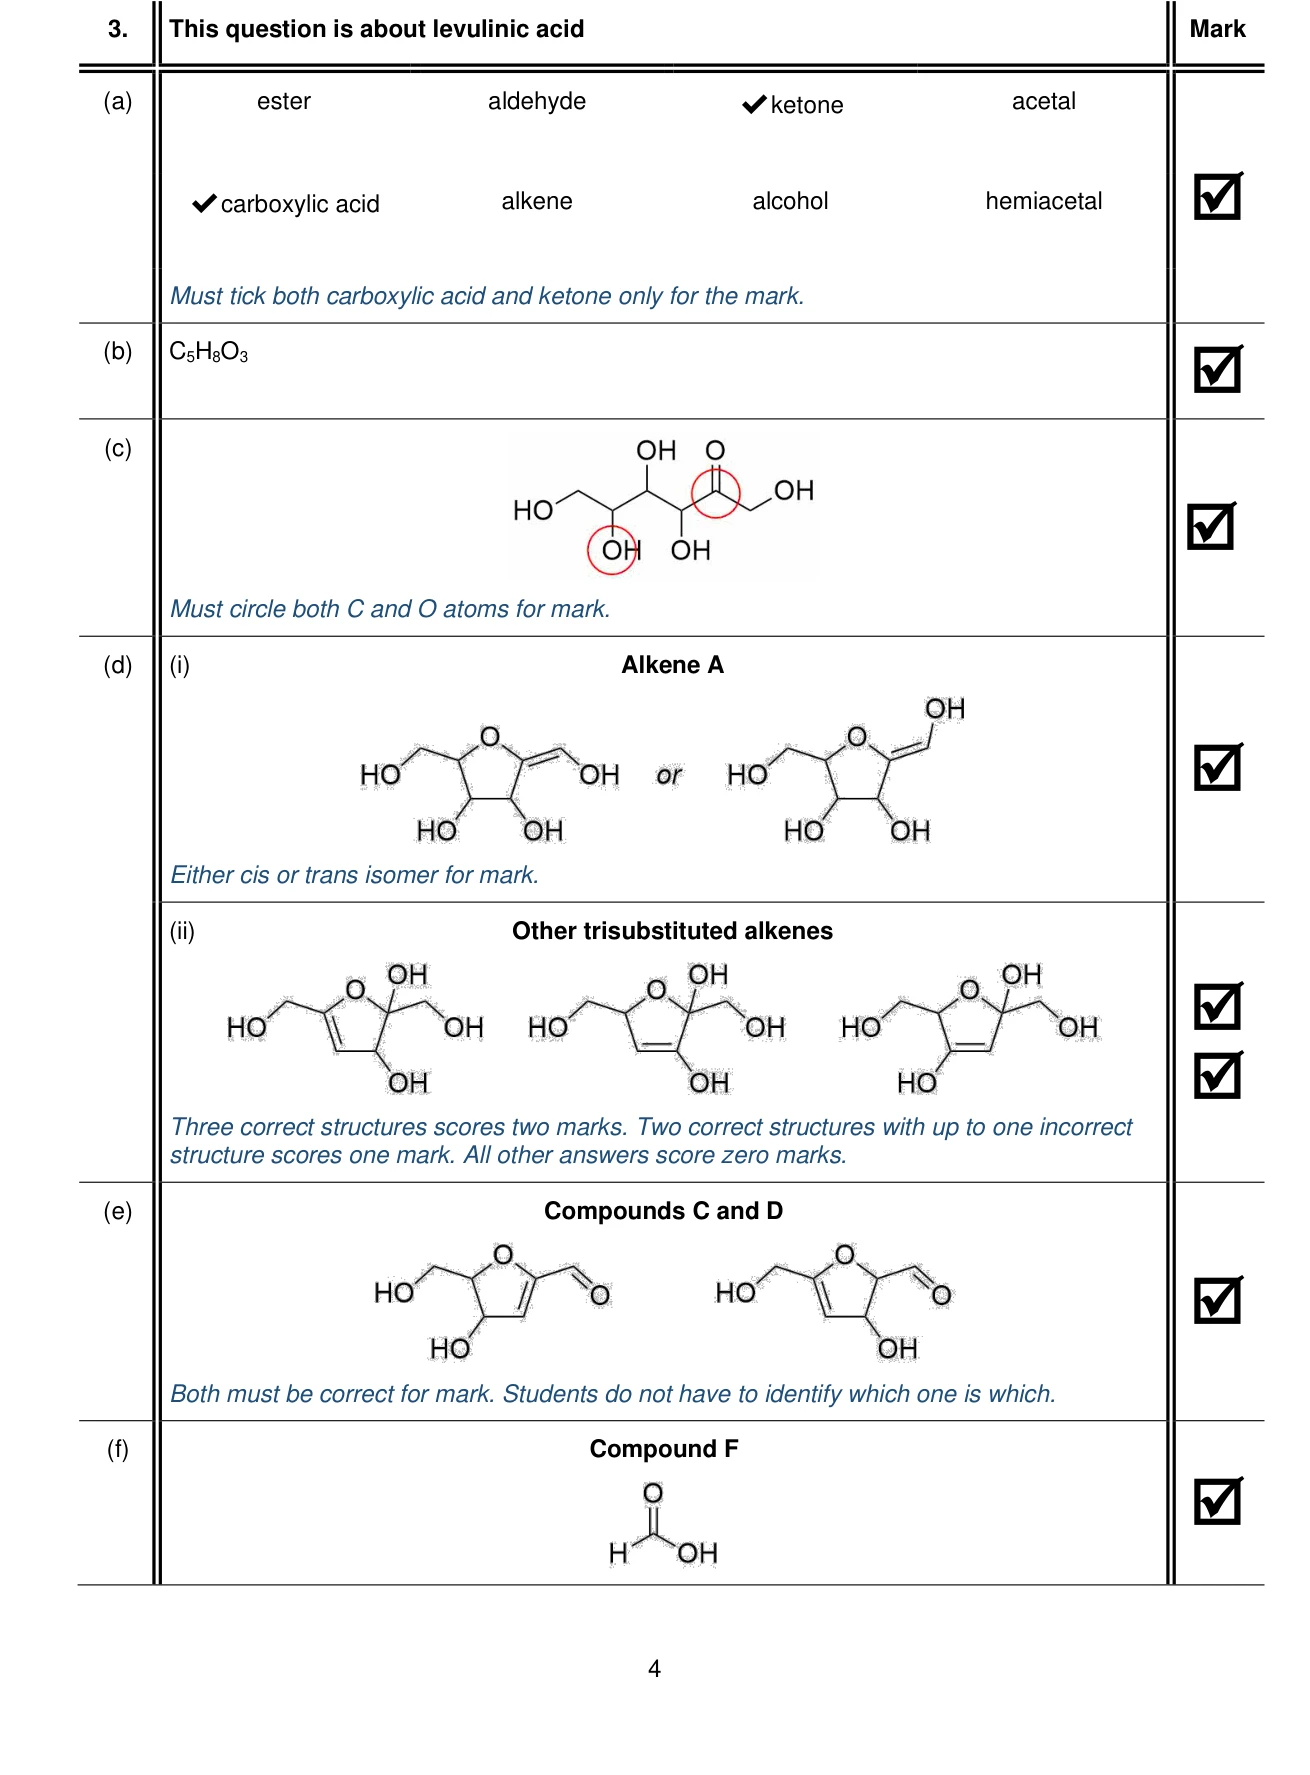 3. This question is about levulinic acid Mark
(a) ester aldehyde ✔ketone acetal
✔carboxylic acid alkene alcohol hemiacetal
Must tick both carboxylic acid and ketone only for the mark.
(b) C₅H₈O₃
(c)
OH O
HO OH
OH OH
Must circle both C and O atoms for mark.
(d) (i) Alkene A
OH
O O
HO OH or HO
HO OH HO OH
Either cis or trans isomer for mark.
(ii) Other trisubstituted alkenes
OH OH OH
O O O
HO OH HO OH HO OH
OH OH HO
Three correct structures scores two marks. Two correct structures with up to one incorrect
structure scores one mark. All other answers score zero marks.
(e) Compounds C and D
O O
HO O HO O
HO OH
Both must be correct for mark. Students do not have to identify which one is which.
(f) Compound F
O
H OH
4